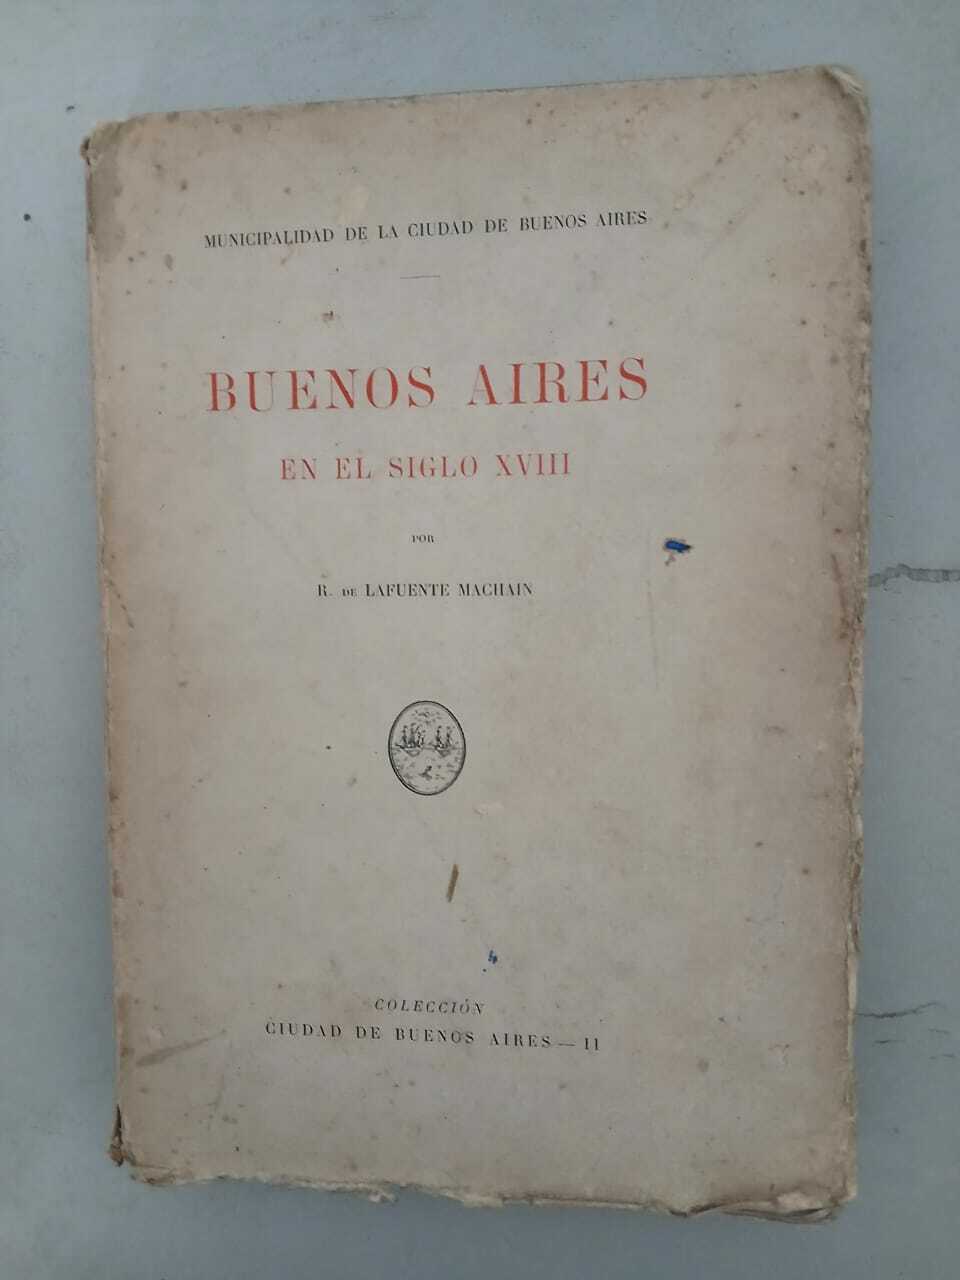 MUNICIPALIDAD DE LA CIUDAD DE BUENOS AIRES
BUENOS AIRES
EN EL SIGLO XVIII
POR
R. DE LAFUENTE MACHAIN
COLECCIÓN
CIUDAD DE BUENOS AIRES — II